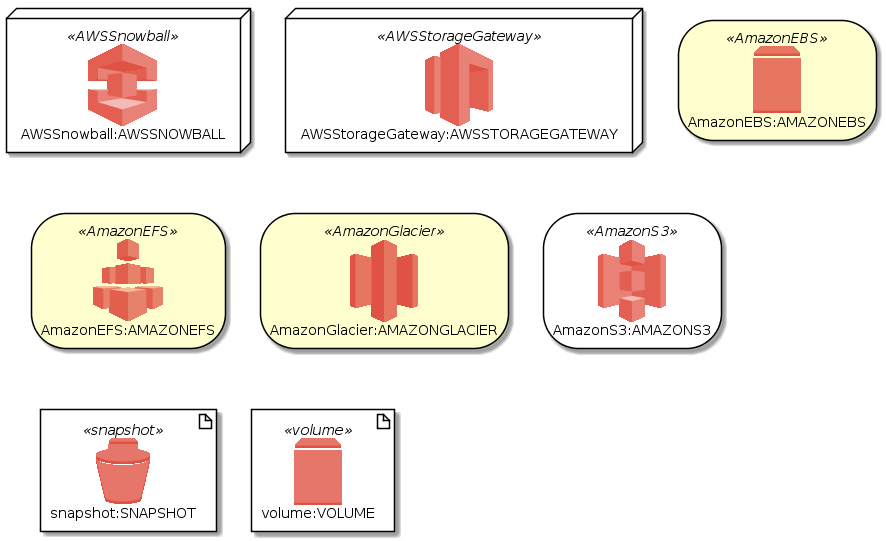 «AWSSnowball»
AWSSnowball:AWSSNOWBALL
«AWSStorageGateway»
AWSStorageGateway:AWSSTORAGEGATEWAY
«AmazonEBS»
AmazonEBS:AMAZONEBS
«AmazonEFS»
AmazonEFS:AMAZONEFS
«AmazonGlacier»
AmazonGlacier:AMAZONGLACIER
«AmazonS3»
AmazonS3:AMAZONS3
«snapshot»
snapshot:SNAPSHOT
«volume»
volume:VOLUME